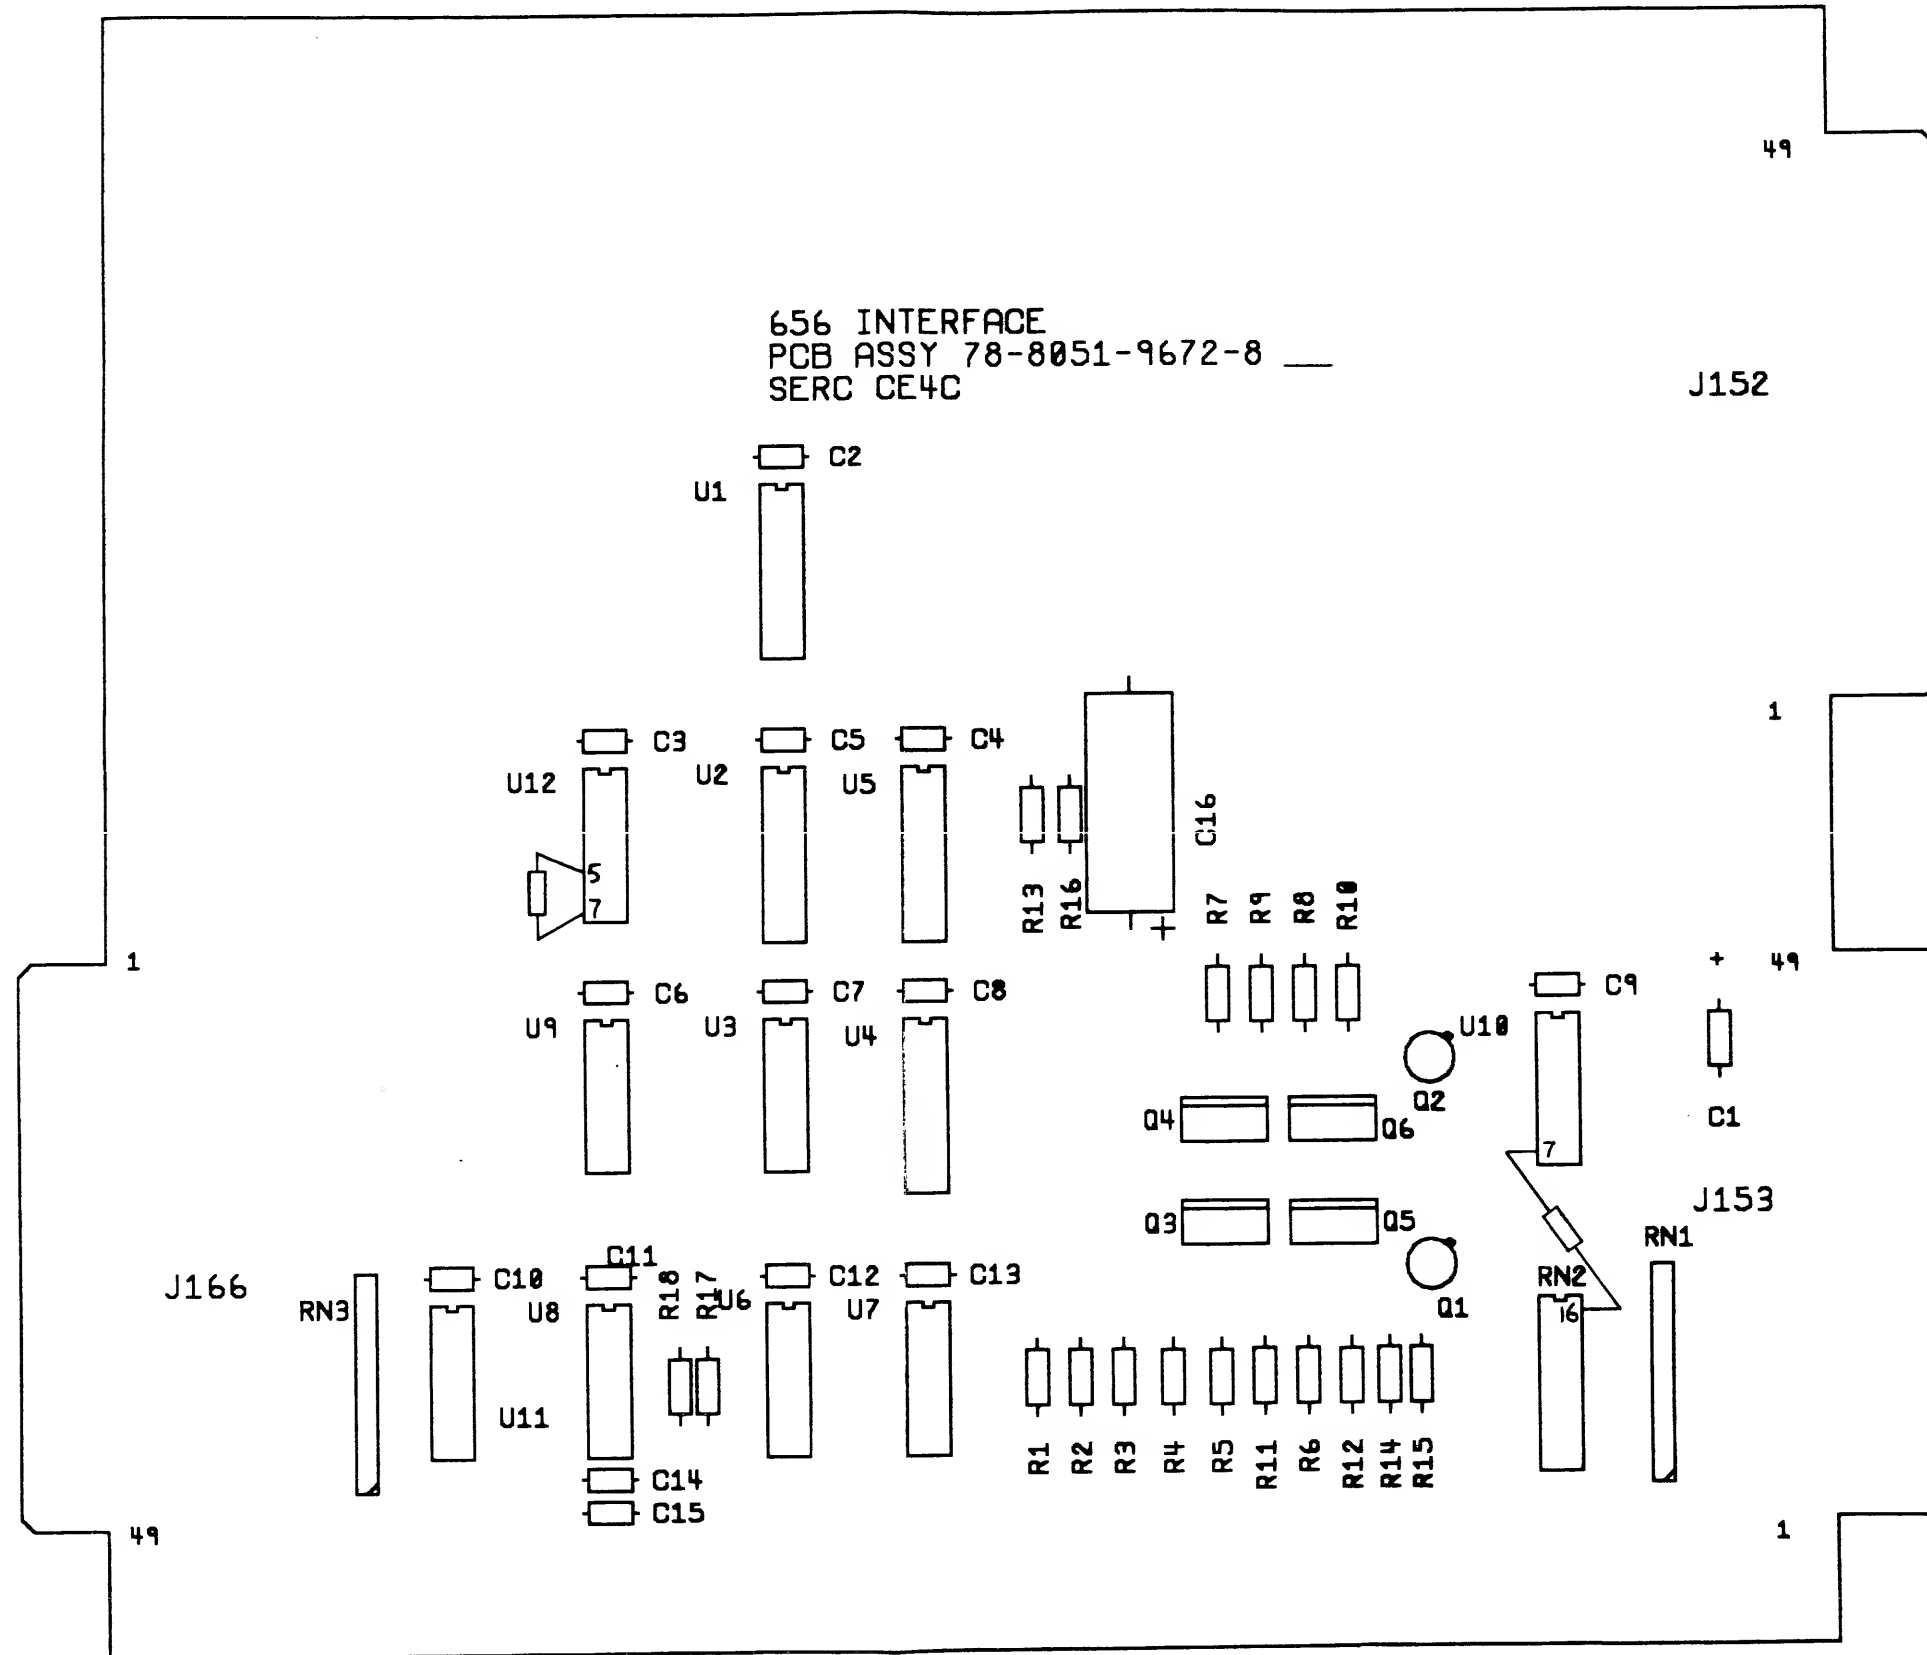 49
656 INTERFACE
PCB ASSY 78-8051-9672-8 __
SERC CE4C
J152
C2
U1
1
C3
C5
C4
U12
U2
U5
C16
5
7
R13
R16
R7
R9
R8
R10
1
+
+
49
C6
C7
C8
C9
U9
U3
U4
U10
Q2
Q4
Q6
C1
7
J153
Q3
Q5
RN1
C11
J166
C10
R18
R17
C12
C13
RN2
RN3
U8
U6
U7
Q1
16
U11
R1
R2
R3
R4
R5
R11
R6
R12
R14
R15
C14
C15
49
1